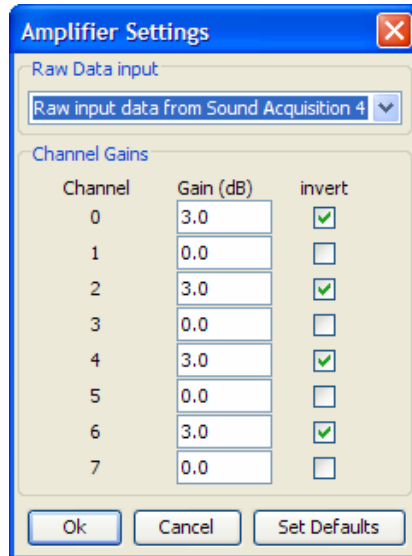 Amplifier Settings
Raw Data input
Raw input data from Sound Acquisition 4
Channel Gains
Channel Gain (dB) invert
0 3.0
1 0.0
2 3.0
3 0.0
4 3.0
5 0.0
6 3.0
7 0.0
Ok Cancel Set Defaults